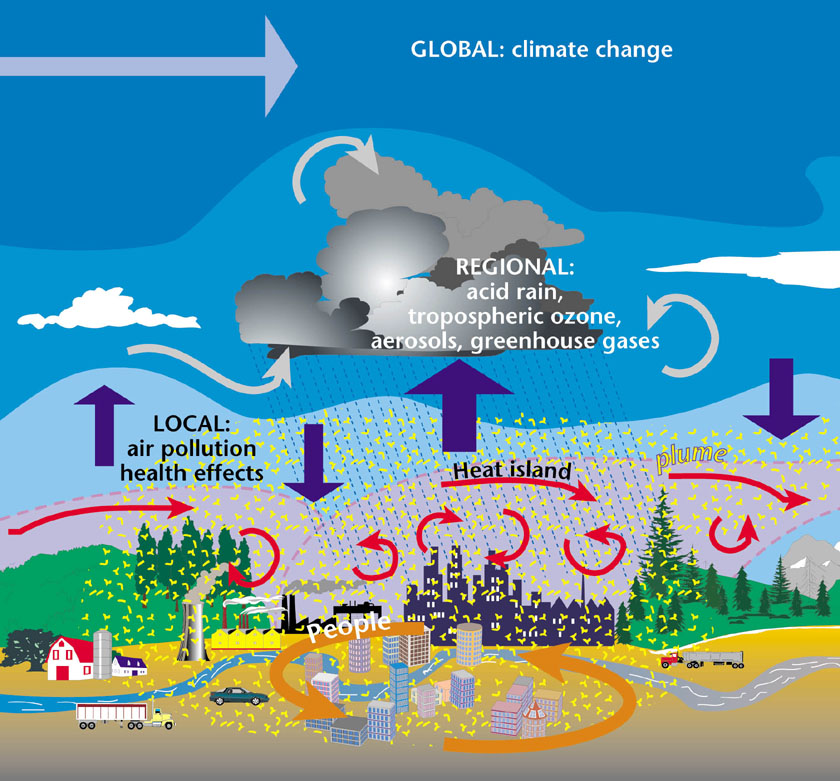 GLOBAL: climate change
REGIONAL:
acid rain,
tropospheric ozone,
aerosols, greenhouse gases
LOCAL:
air pollution
health effects
Heat island
plume
People